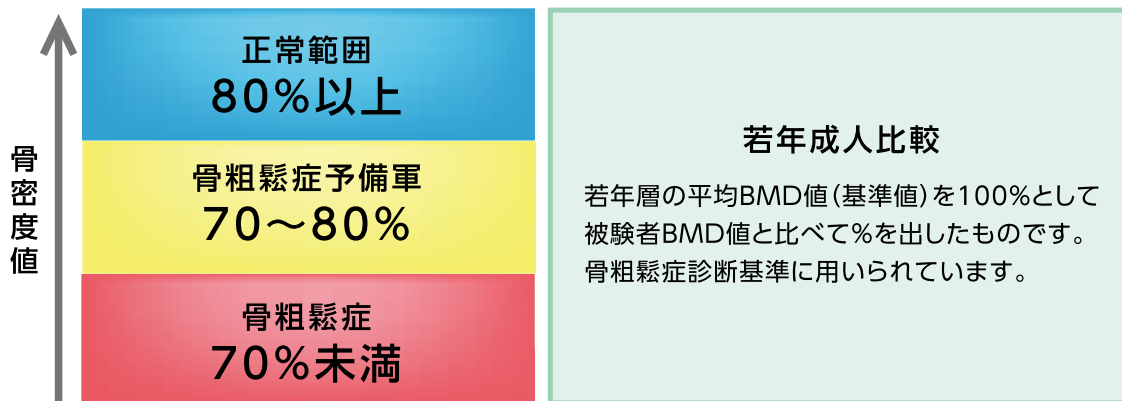 骨密度値
正常範囲
80%以上
骨粗鬆症予備軍
70〜80%
骨粗鬆症
70%未満
若年成人比較
若年層の平均BMD値(基準値)を100%として
被験者BMD値と比べて%を出したものです。
骨粗鬆症診断基準に用いられています。